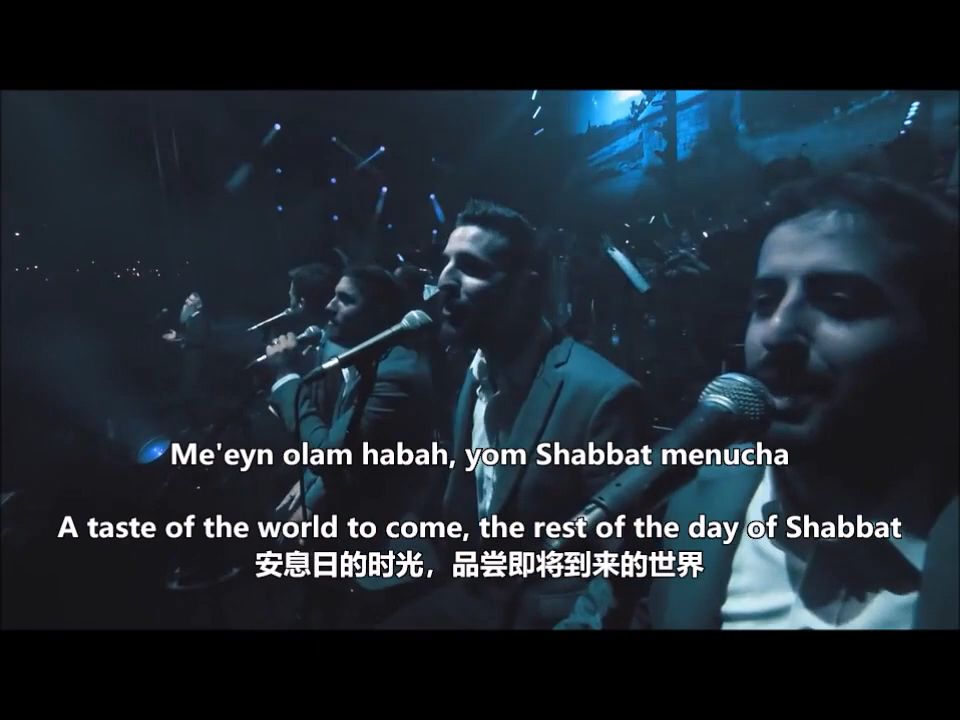 Me'eyn olam habah, yom Shabbat menucha
A taste of the world to come, the rest of the day of Shabbat
安息日的时光，品尝即将到来的世界